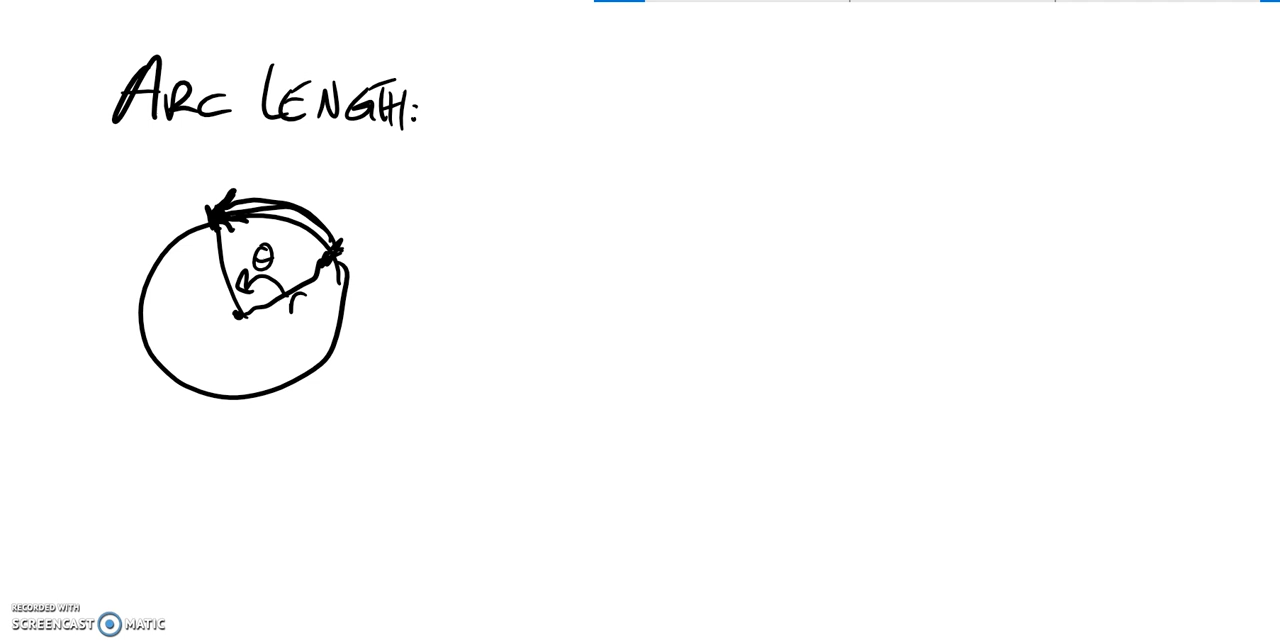 ARC LENGTH:
θ
r
RECORDED WITH
SCREENCAST MATIC